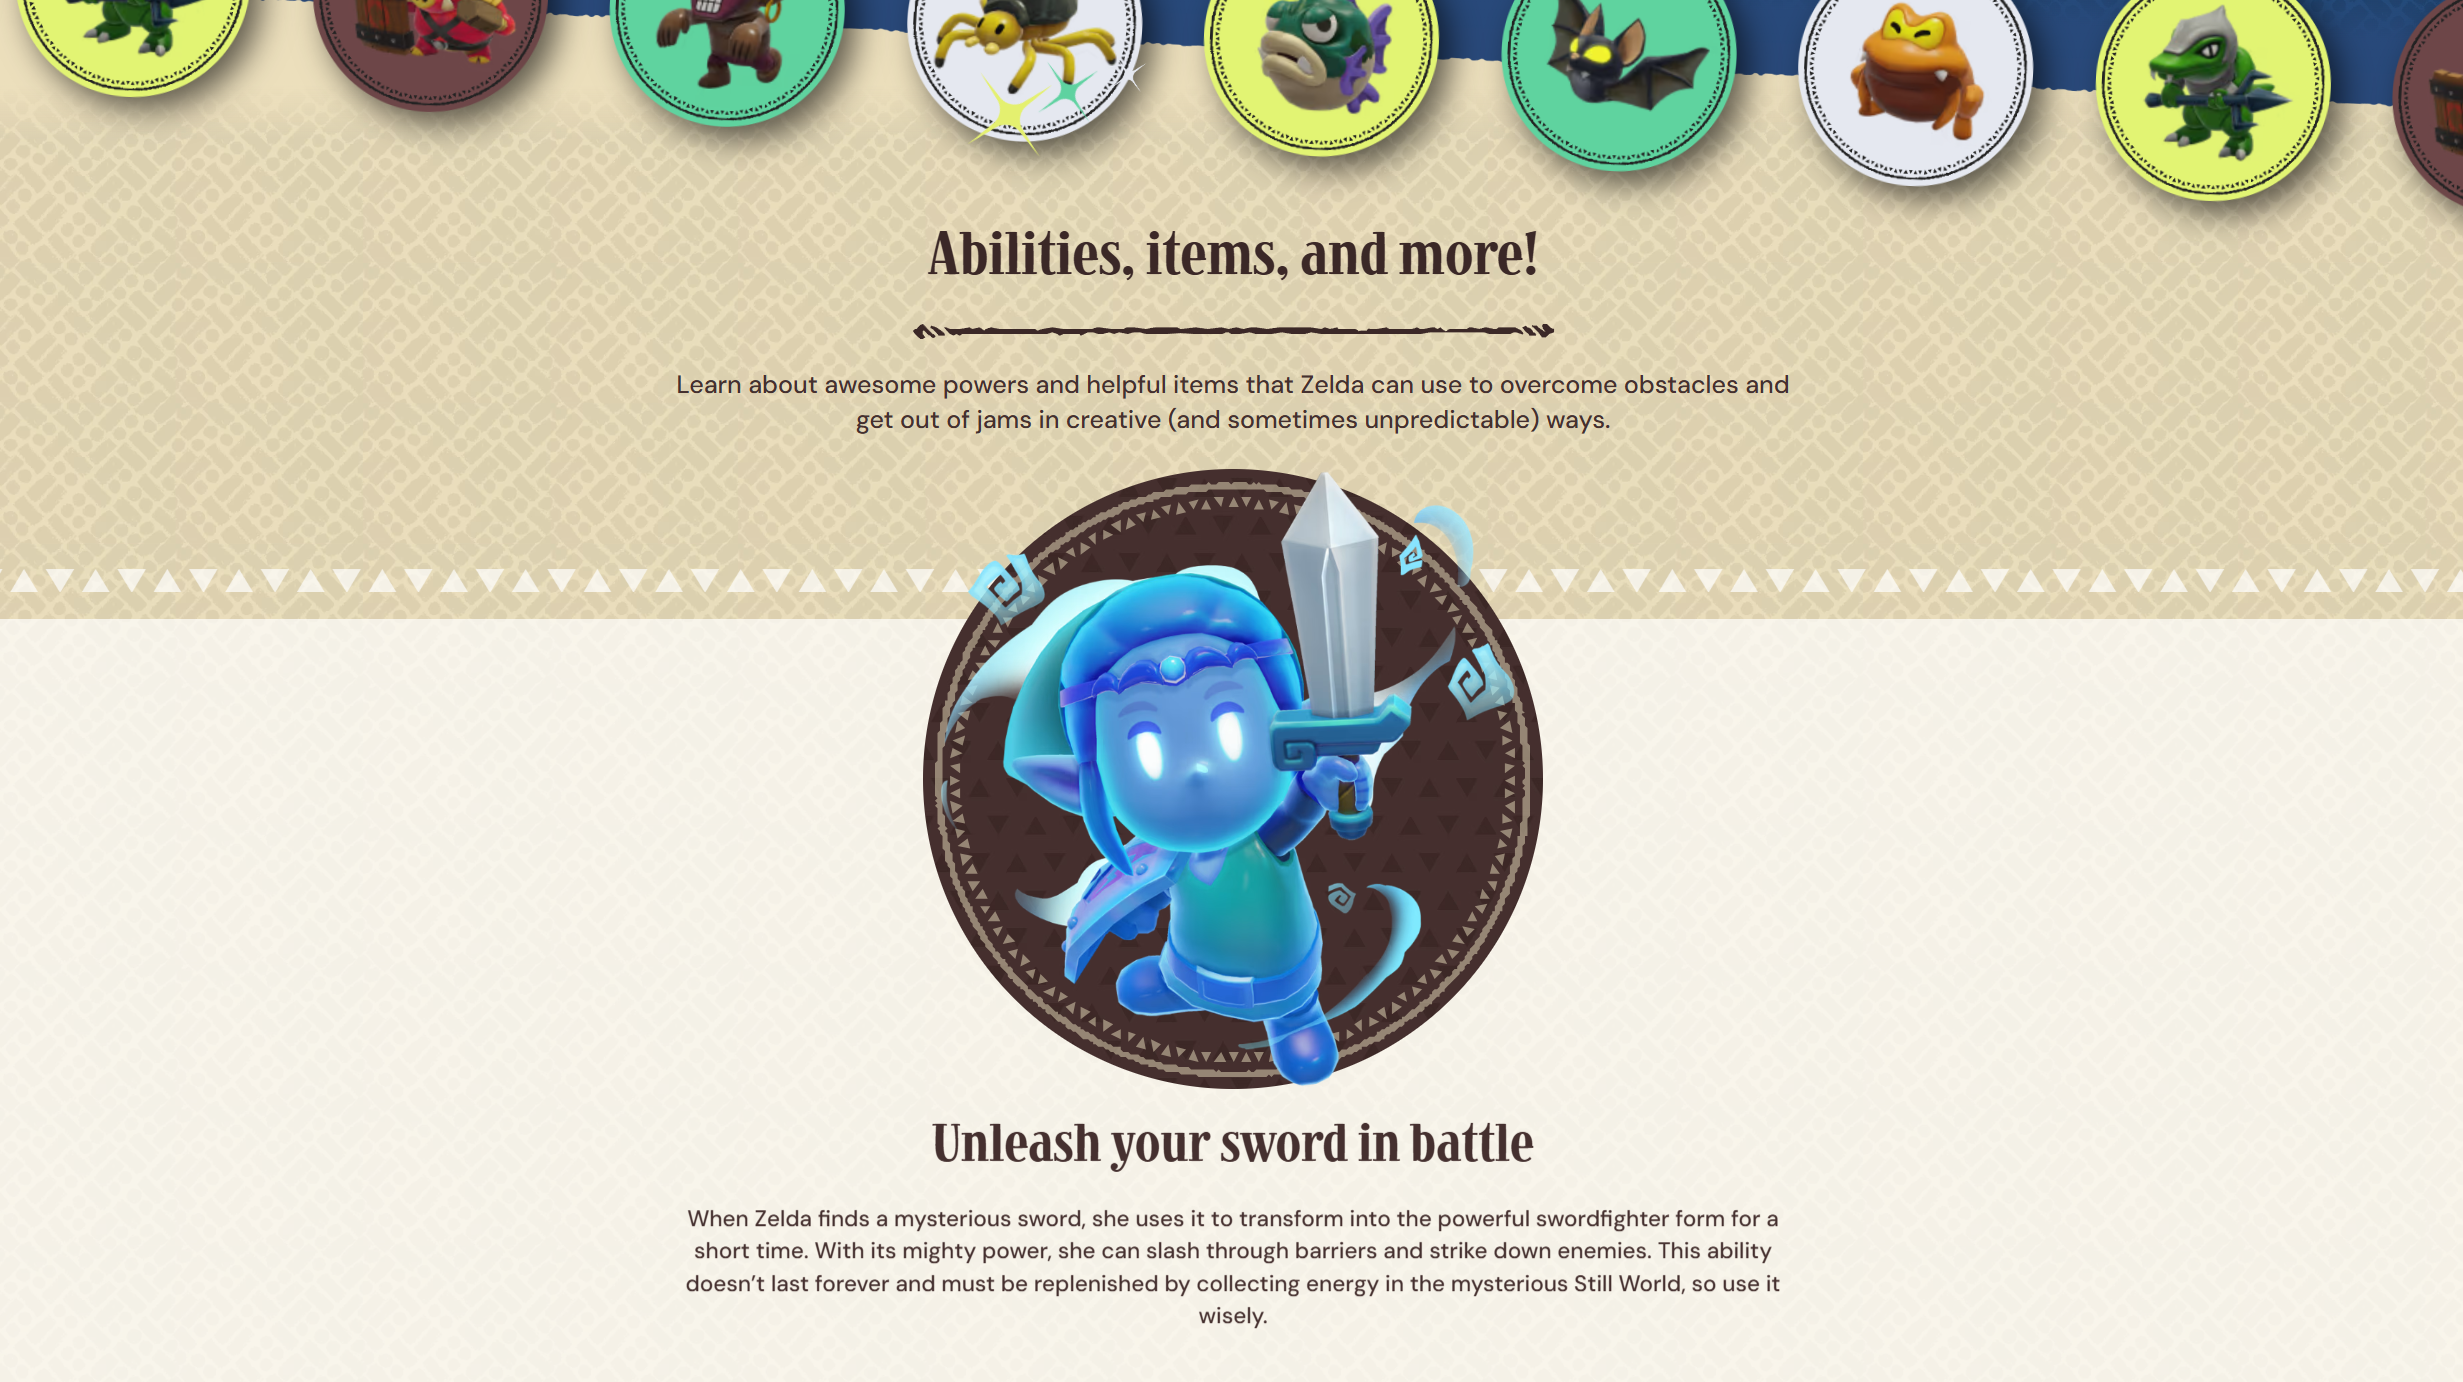 Abilities, items, and more!
Learn about awesome powers and helpful items that Zelda can use to overcome obstacles and
get out of jams in creative (and sometimes unpredictable) ways.
Unleash your sword in battle
When Zelda finds a mysterious sword, she uses it to transform into the powerful swordfighter form for a
short time. With its mighty power, she can slash through barriers and strike down enemies. This ability
doesn’t last forever and must be replenished by collecting energy in the mysterious Still World, so use it
wisely.